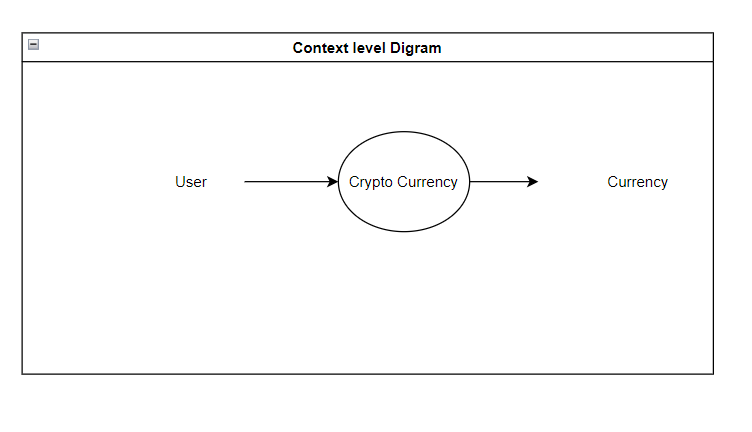 Context level Digram
User
Crypto Currency
Currency